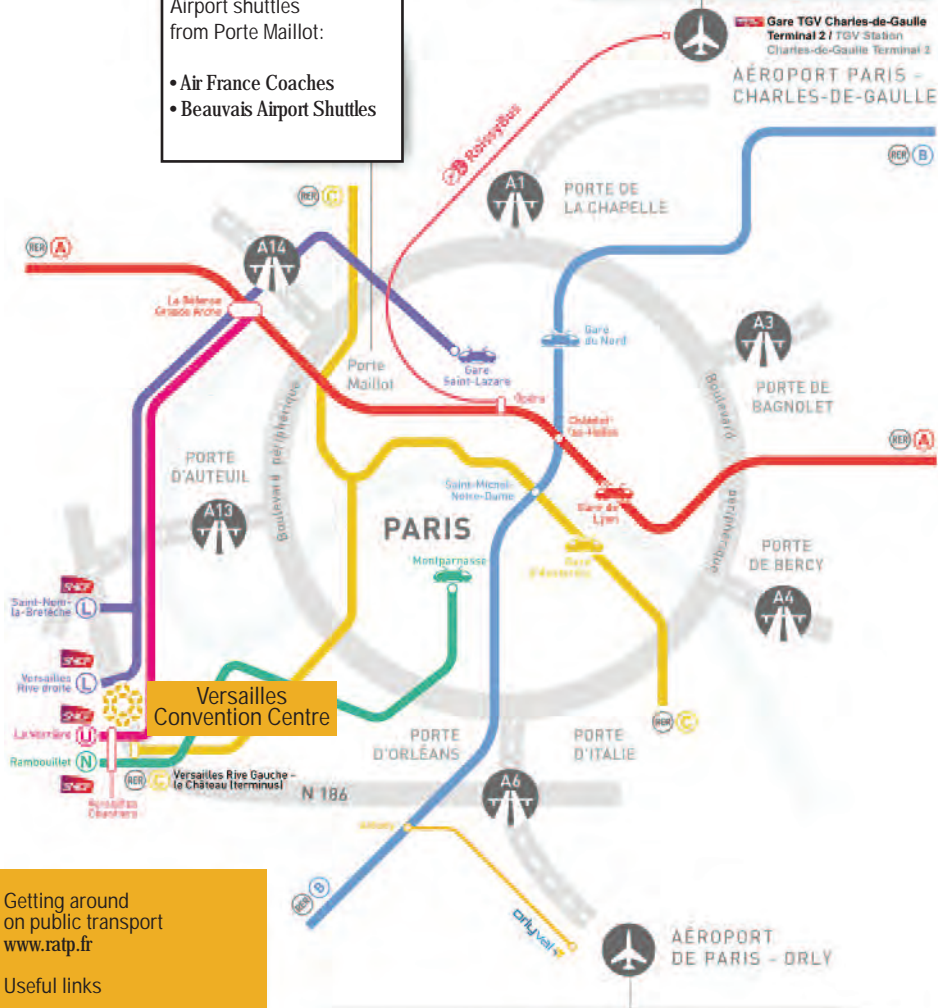 Airport shuttles
from Porte Maillot:
• Air France Coaches
• Beauvais Airport Shuttles
Gare TGV Charles-de-Gaulle
Terminal 2 / TGV Station
Charles-de-Gaulle Terminal 2
AÉROPORT PARIS -
CHARLES-DE-GAULLE
RoissyBus
RER B
RER C
A1
PORTE DE
LA CHAPELLE
RER A
A14
La Défense
Grande Arche
Gare
du Nord
A3
Porte
Maillot
Gare
Saint-Lazare
Opéra
PORTE DE
BAGNOLET
Boulevard périphérique
Boulevard périphérique
Châtelet
Les-Halles
RER A
PORTE
D'AUTEUIL
A13
Saint-Michel-
Notre-Dame
Gare de
Lyon
PARIS
Montparnasse
Gare
d'Austerlitz
PORTE
DE BERCY
A4
SNCF
Saint-Nom-
la-Bretèche L
SNCF
Versailles
Rive droite L
Versailles
Convention Centre
SNCF
La Verrière U
Rambouillet N
SNCF
Versailles
Chantiers
RER C Versailles Rive Gauche -
le Château (terminus)
N 186
PORTE
D'ORLÉANS
PORTE
D'ITALIE
RER C
A6
Antony
RER B
orlyval
AÉROPORT
DE PARIS - ORLY
Getting around
on public transport
www.ratp.fr
Useful links